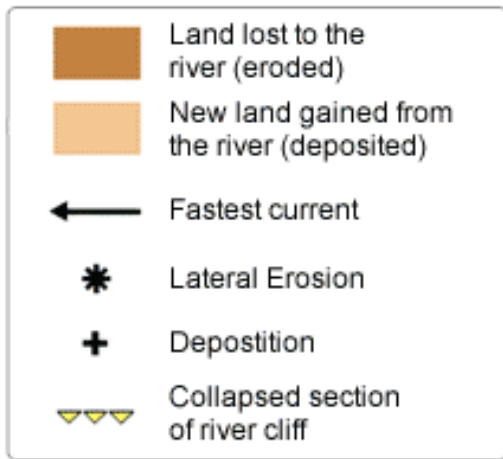 Land lost to the
river (eroded)
New land gained from
the river (deposited)
Fastest current
Lateral Erosion
Depostition
Collapsed section
of river cliff